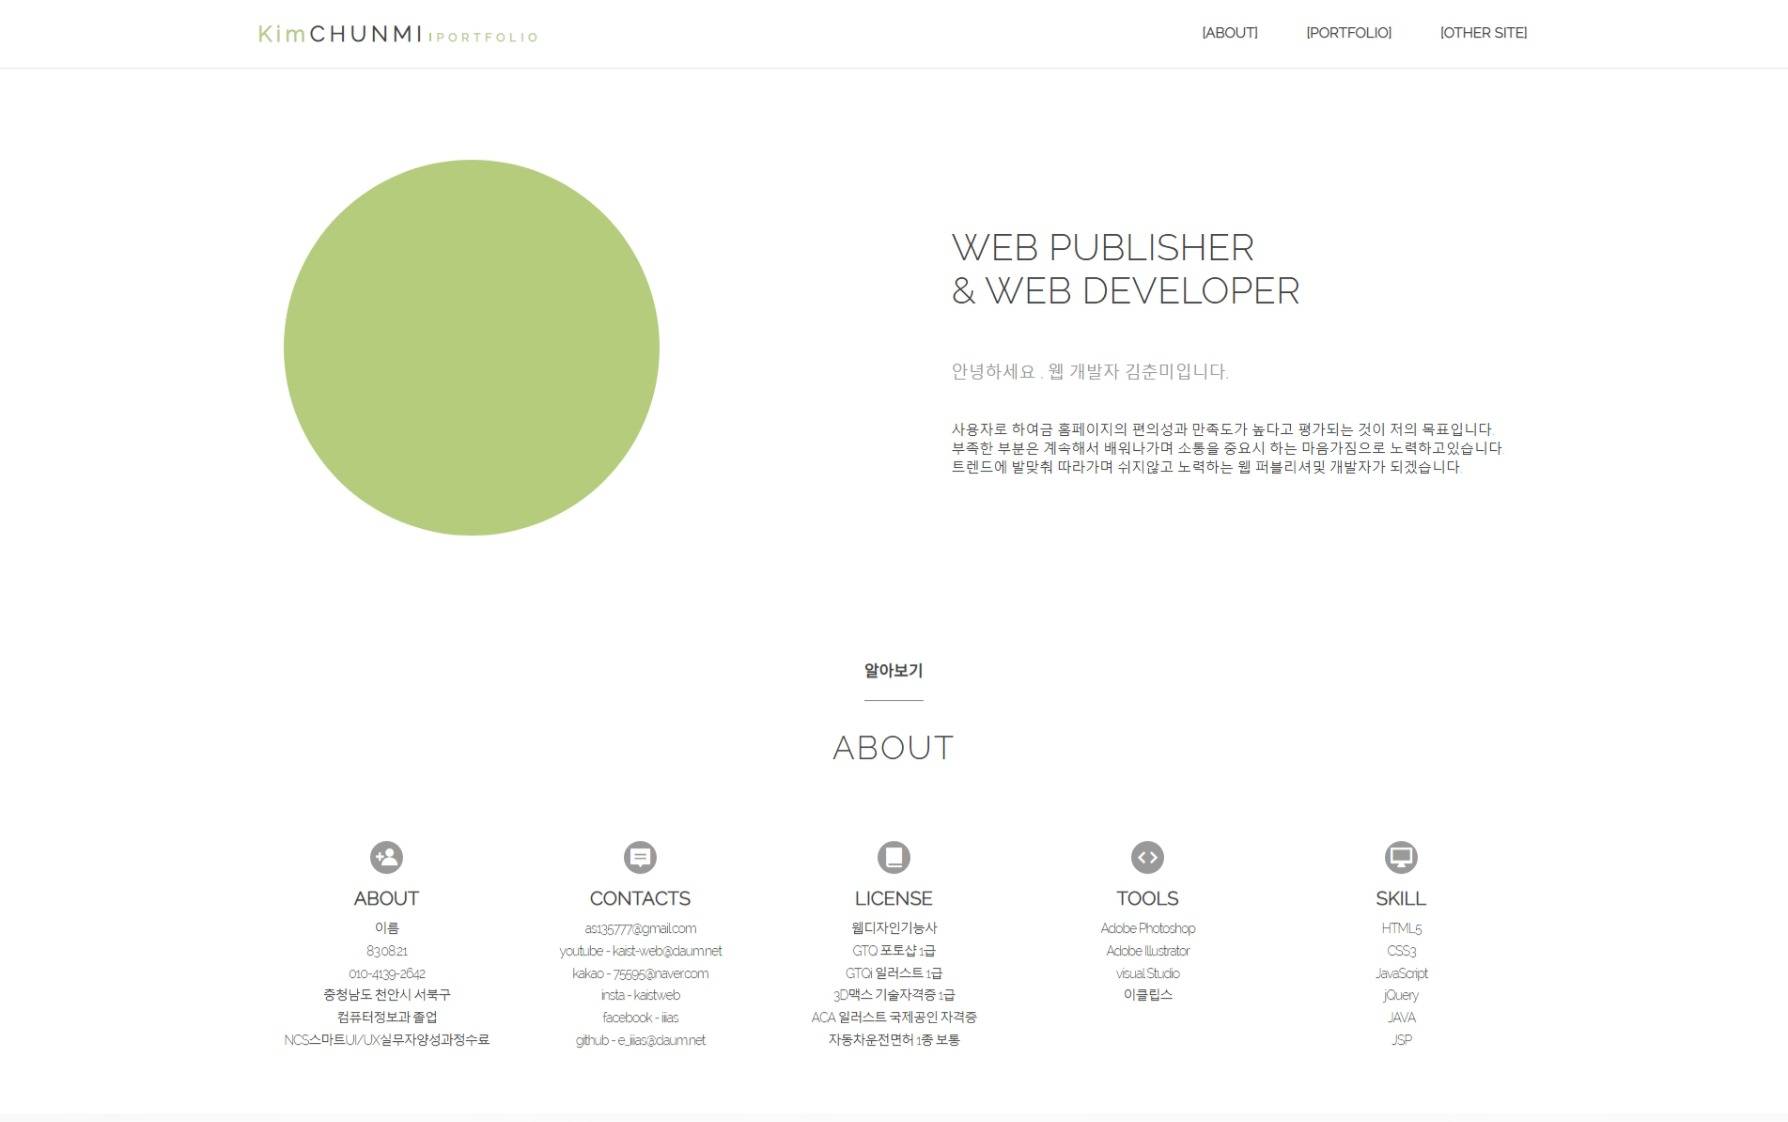 KimCHUNMI IPORTFOLIO
[ABOUT] [PORTFOLIO] [OTHER SITE]
WEB PUBLISHER
& WEB DEVELOPER
안녕하세요 . 웹 개발자 김춘미입니다.
사용자로 하여금 홈페이지의 편의성과 만족도가 높다고 평가되는 것이 저의 목표입니다.
부족한 부분은 계속해서 배워나가며 소통을 중요시 하는 마음가짐으로 노력하고있습니다.
트렌드에 발맞춰 따라가며 쉬지않고 노력하는 웹 퍼블리셔및 개발자가 되겠습니다.
알아보기
ABOUT
ABOUT
이름
830821
010-4139-2642
충청남도 천안시 서북구
컴퓨터정보과 졸업
NCS스마트UI/UX실무자양성과정수료
CONTACTS
as135777@gmail.com
youtube - kaist-web@daum.net
kakao - 75595@naver.com
insta - kaistweb
facebook - iiias
github - e_iiias@daum.net
LICENSE
웹디자인기능사
GTQ 포토샵 1급
GTQi 일러스트 1급
3D맥스 기술자격증 1급
ACA 일러스트 국제공인 자격증
자동차운전면허 1종 보통
TOOLS
Adobe Photoshop
Adobe Illustrator
visual Studio
이클립스
SKILL
HTML5
CSS3
JavaScript
jQuery
JAVA
JSP